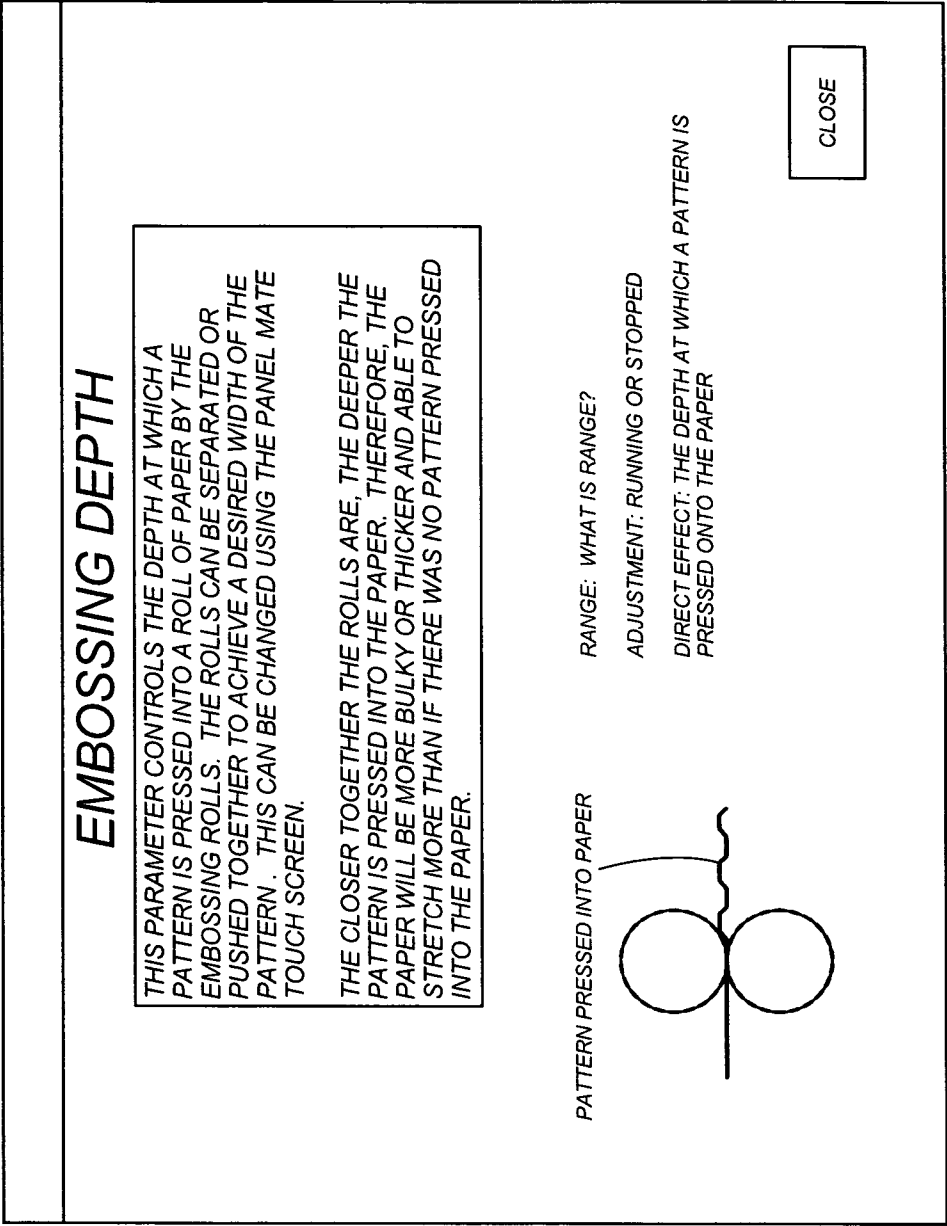 EMBOSSING DEPTH
THIS PARAMETER CONTROLS THE DEPTH AT WHICH A
PATTERN IS PRESSED INTO A ROLL OF PAPER BY THE
EMBOSSING ROLLS. THE ROLLS CAN BE SEPARATED OR
PUSHED TOGETHER TO ACHIEVE A DESIRED WIDTH OF THE
PATTERN. THIS CAN BE CHANGED USING THE PANEL MATE
TOUCH SCREEN.
THE CLOSER TOGETHER THE ROLLS ARE, THE DEEPER THE
PATTERN IS PRESSED INTO THE PAPER. THEREFORE, THE
PAPER WILL BE MORE BULKY OR THICKER AND ABLE TO
STRETCH MORE THAN IF THERE WAS NO PATTERN PRESSED
INTO THE PAPER.
PATTERN PRESSED INTO PAPER
RANGE: WHAT IS RANGE?
ADJUSTMENT: RUNNING OR STOPPED
DIRECT EFFECT: THE DEPTH AT WHICH A PATTERN IS
PRESSED ONTO THE PAPER
CLOSE